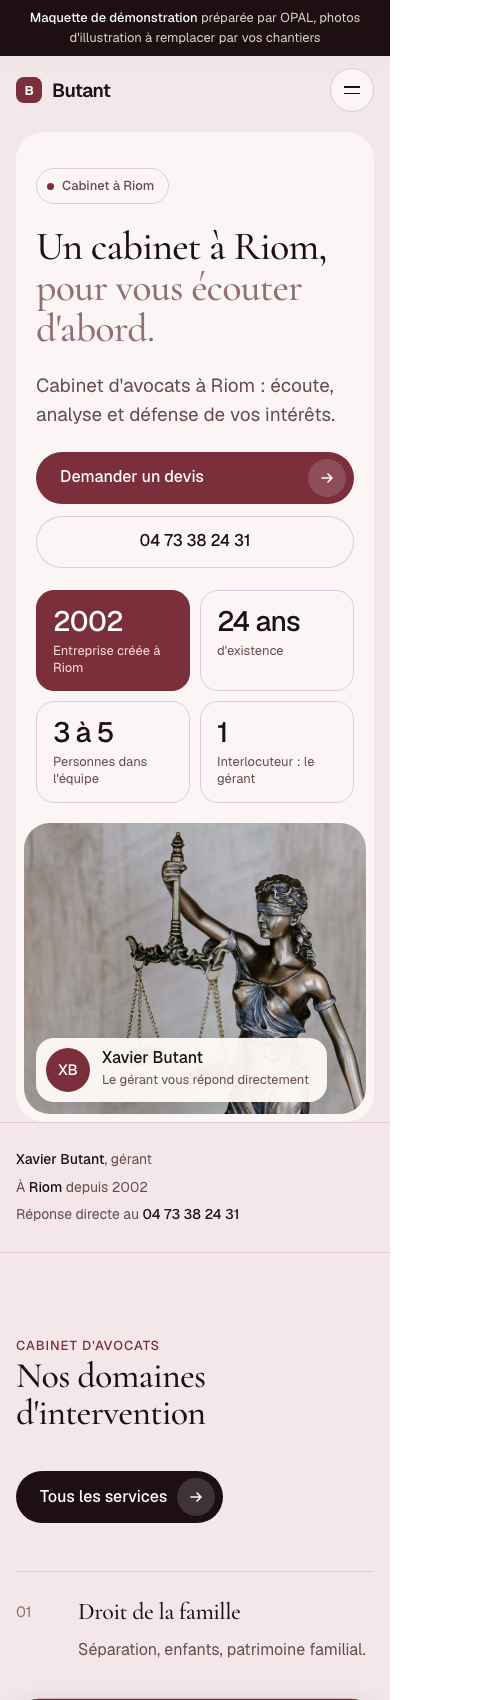 Maquette de démonstration préparée par OPAL, photos
d'illustration à remplacer par vos chantiers
B Butant
Cabinet à Riom
Un cabinet à Riom,
pour vous écouter
d'abord.
Cabinet d'avocats à Riom : écoute,
analyse et défense de vos intérêts.
Demander un devis
04 73 38 24 31
2002
Entreprise créée à
Riom
24 ans
d'existence
3 à 5
Personnes dans
l'équipe
1
Interlocuteur : le
gérant
XB
Xavier Butant
Le gérant vous répond directement
Xavier Butant, gérant
À Riom depuis 2002
Réponse directe au 04 73 38 24 31
CABINET D'AVOCATS
Nos domaines
d'intervention
Tous les services
01
Droit de la famille
Séparation, enfants, patrimoine familial.